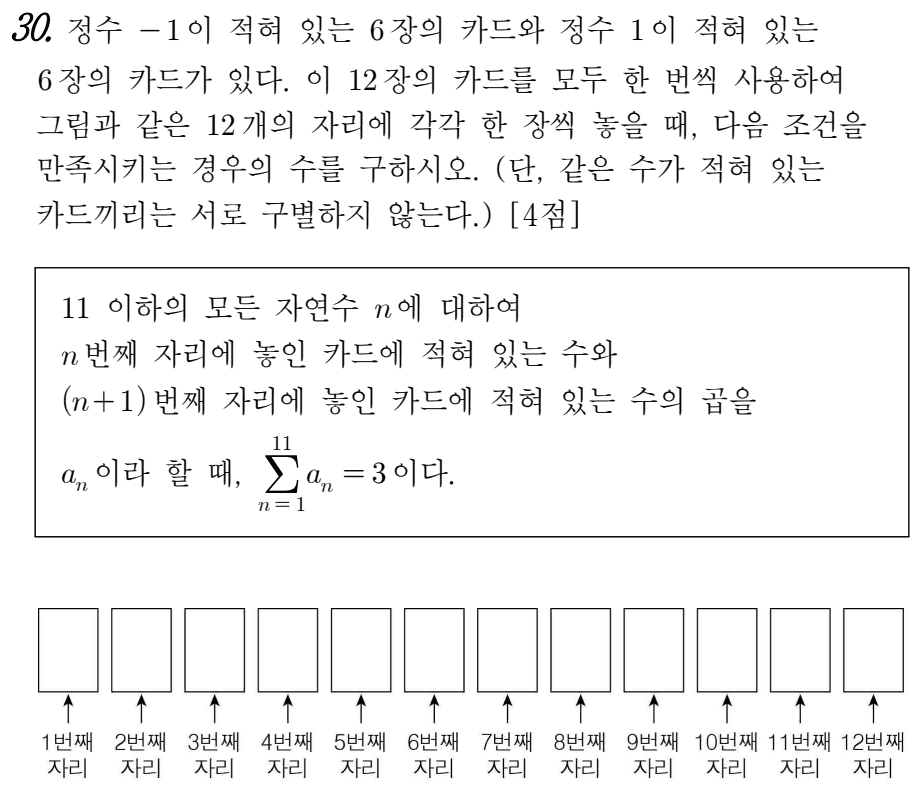 30. 정수 −1이 적혀 있는 6장의 카드와 정수 1이 적혀 있는
6장의 카드가 있다. 이 12장의 카드를 모두 한 번씩 사용하여
그림과 같은 12개의 자리에 각각 한 장씩 놓을 때, 다음 조건을
만족시키는 경우의 수를 구하시오. (단, 같은 수가 적혀 있는
카드끼리는 서로 구별하지 않는다.) [4점]
11 이하의 모든 자연수 n에 대하여
n번째 자리에 놓인 카드에 적혀 있는 수와
(n+1)번째 자리에 놓인 카드에 적혀 있는 수의 곱을
aₙ이라 할 때, ∑_{n=1}^{11} aₙ = 3이다.
1번째 2번째 3번째 4번째 5번째 6번째 7번째 8번째 9번째 10번째 11번째 12번째
자리 자리 자리 자리 자리 자리 자리 자리 자리 자리 자리 자리